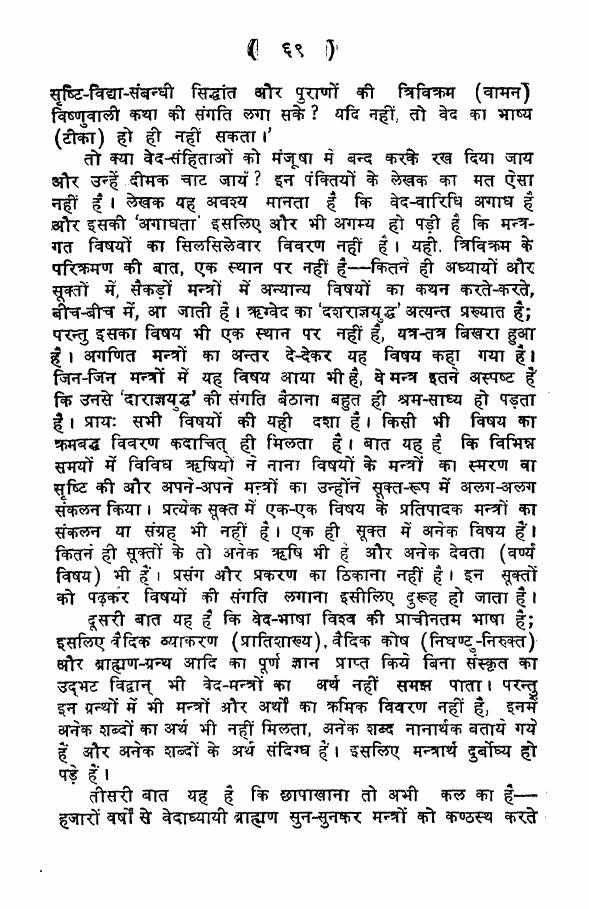 ( ६९ )
सृष्टि-विद्या-संबन्धी सिद्धांत और पुराणों की त्रिविक्रम (वामन)
विष्णुवाली कथा की संगति लगा सके? यदि नहीं, तो वेद का भाष्य
(टीका) हो ही नहीं सकता।'
तो क्या वेद-संहिताओं को मंजूषा में बन्द करके रख दिया जाय
और उन्हें दीमक चाट जायं? इन पंक्तियों के लेखक का मत ऐसा
नहीं है। लेखक यह अवश्य मानता है कि वेद-वारिधि अगाध है
और इसकी 'अगाधता' इसलिए और भी अगम्य हो पड़ी है कि मन्त्र-
गत विषयों का सिलसिलेवार विवरण नहीं है। यही, त्रिविक्रम के
परिक्रमण की बात, एक स्थान पर नहीं है—कितने ही अध्यायों और
सूक्तों में, सैकड़ों मन्त्रों में अन्यान्य विषयों का कथन करते-करते,
बीच-बीच में, आ जाती है। ऋग्वेद का 'दशराज्ञयुद्ध' अत्यन्त प्रख्यात है;
परन्तु इसका विषय भी एक स्थान पर नहीं है, यत्र-तत्र बिखरा हुआ
है। अगणित मन्त्रों का अन्तर दे-देकर यह विषय कहा गया है।
जिन-जिन मन्त्रों में यह विषय आया भी है, वे मन्त्र इतने अस्पष्ट हैं
कि उनसे 'दाराज्ञयुद्ध' की संगति बैठाना बहुत ही श्रम-साध्य हो पड़ता
है। प्रायः सभी विषयों की यही दशा है। किसी भी विषय का
क्रमबद्ध विवरण कदाचित् ही मिलता है। बात यह है कि विभिन्न
समयों में विविध ऋषियों ने नाना विषयों के मन्त्रों का स्मरण वा
सृष्टि की और अपने-अपने मन्त्रों का उन्होंने सूक्त-रूप में अलग-अलग
संकलन किया। प्रत्येक सूक्त में एक-एक विषय के प्रतिपादक मन्त्रों का
संकलन या संग्रह भी नहीं है। एक ही सूक्त में अनेक विषय हैं।
कितने ही सूक्तों के तो अनेक ऋषि भी हैं और अनेक देवता (वर्ण्य
विषय) भी हैं। प्रसंग और प्रकरण का ठिकाना नहीं है। इन सूक्तों
को पढ़कर विषयों की संगति लगाना इसीलिए दुरूह हो जाता है।
दूसरी बात यह है कि वेद-भाषा विश्व की प्राचीनतम भाषा है;
इसलिए वैदिक व्याकरण (प्रातिशाख्य), वैदिक कोष (निघण्टु-निरुक्त)
और ब्राह्मण-ग्रन्थ आदि का पूर्ण ज्ञान प्राप्त किये बिना संस्कृत का
उद्भट विद्वान् भी वेद-मन्त्रों का अर्थ नहीं समझ पाता। परन्तु
इन ग्रन्थों में भी मन्त्रों और अर्थों का क्रमिक विवरण नहीं है, इनमें
अनेक शब्दों का अर्थ भी नहीं मिलता, अनेक शब्द नानार्थक बताये गये
हैं और अनेक शब्दों के अर्थ संदिग्ध हैं। इसलिए मन्त्रार्थ दुर्बोध्य हो
पड़े हैं।
तीसरी बात यह है कि छापाखाना तो अभी कल का है—
हजारों वर्षों से वेदाध्यायी ब्राह्मण सुन-सुनकर मन्त्रों को कण्ठस्थ करते